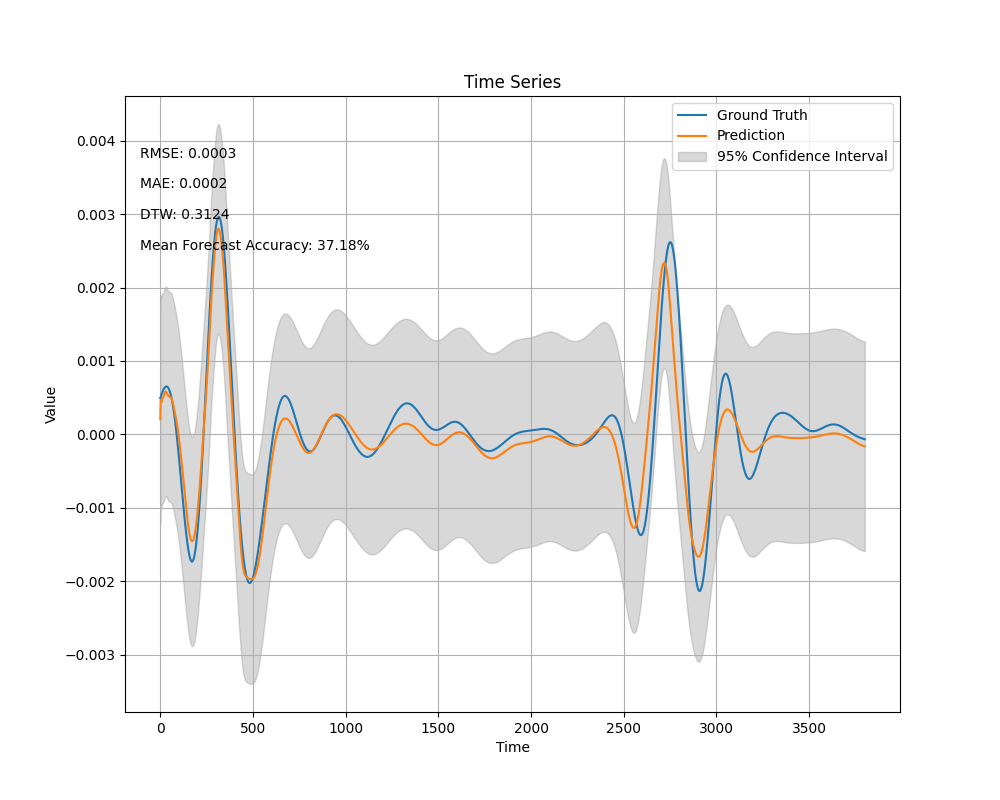 Time Series
Ground Truth
Prediction
95% Confidence Interval
RMSE: 0.0003
MAE: 0.0002
DTW: 0.3124
Mean Forecast Accuracy: 37.18%
Value
0.004
0.003
0.002
0.001
0.000
−0.001
−0.002
−0.003
0 500 1000 1500 2000 2500 3000 3500
Time